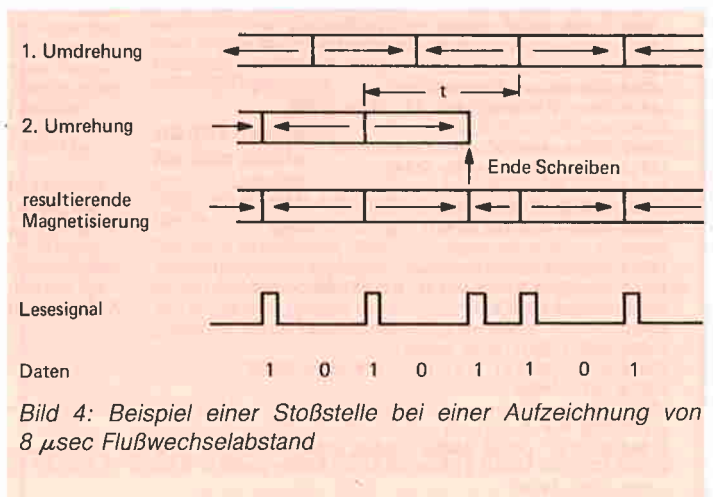 1. Umdrehung
t
2. Umrehung
Ende Schreiben
resultierende
Magnetisierung
Lesesignal
Daten 1 0 1 0 1 1 0 1
Bild 4: Beispiel einer Stoßstelle bei einer Aufzeichnung von
8 µsec Flußwechselabstand